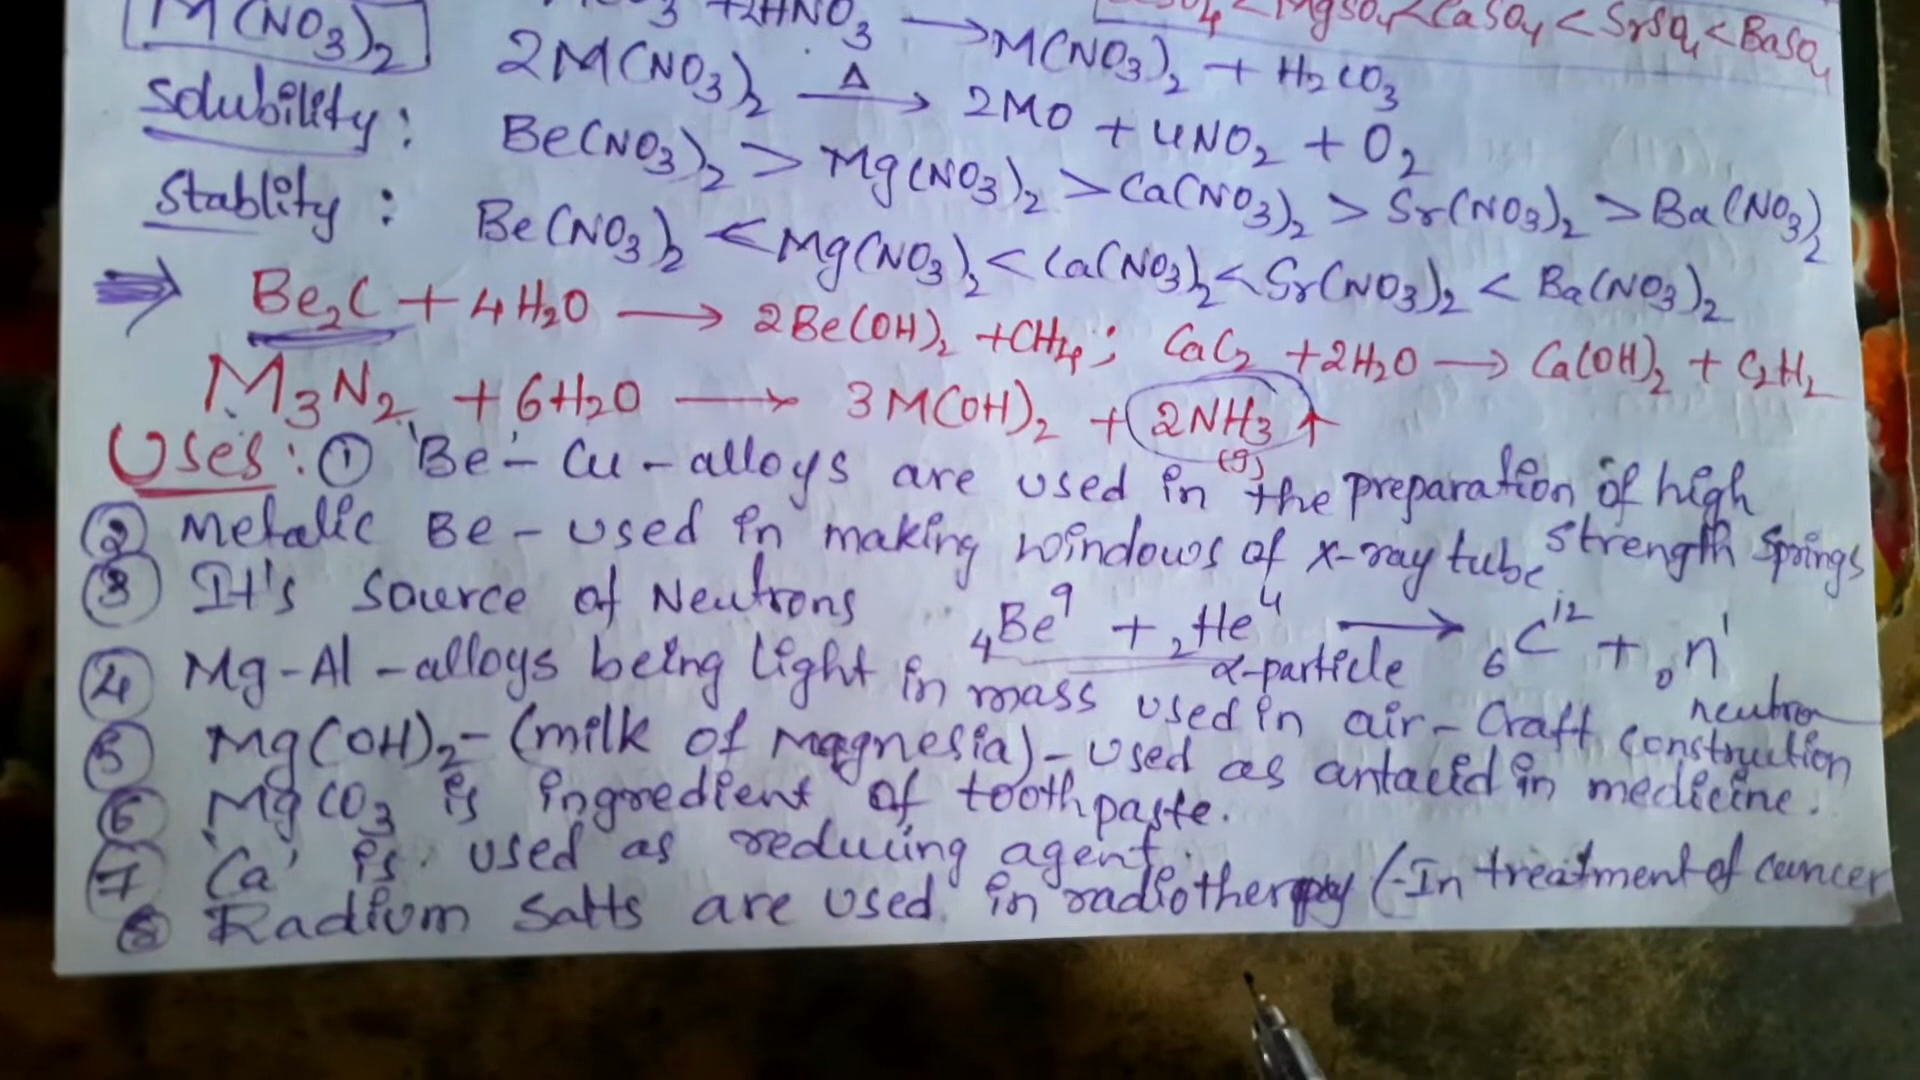 M(NO3)2 CO3 +2HNO3 → M(NO3)2 + H2CO3 SO4 < MgSO4 < CaSO4 < SrSO4 < BaSO4
2M(NO3)2 Δ→ 2MO + 4NO2 + O2
Solubility: Be(NO3)2 > Mg(NO3)2 > Ca(NO3)2 > Sr(NO3)2 > Ba(NO3)2
Stablity: Be(NO3)2 < Mg(NO3)2 < Ca(NO3)2 < Sr(NO3)2 < Ba(NO3)2
⇒ Be2C + 4H2O → 2Be(OH)2 + CH4; CaC2 + 2H2O → Ca(OH)2 + C2H2
M3N2 + 6H2O → 3M(OH)2 + 2NH3↑ (g)
Uses: ① 'Be'-Cu-alloys are used in the preparation of high strength springs
② Metalic Be - used in making windows of x-ray tube
③ It's source of Neutrons 4Be9 + 2He4 → 6C12 + 0n1
α-particle neutron
④ Mg-Al-alloys being light in mass used in air-craft construction
⑤ Mg(OH)2 - (milk of magnesia) - used as antacid in medicine.
⑥ MgCO3 is ingredient of toothpaste.
⑦ 'Ca' is used as reducing agent.
⑧ Radium salts are used in radiotherapy (-In treatment of cancer